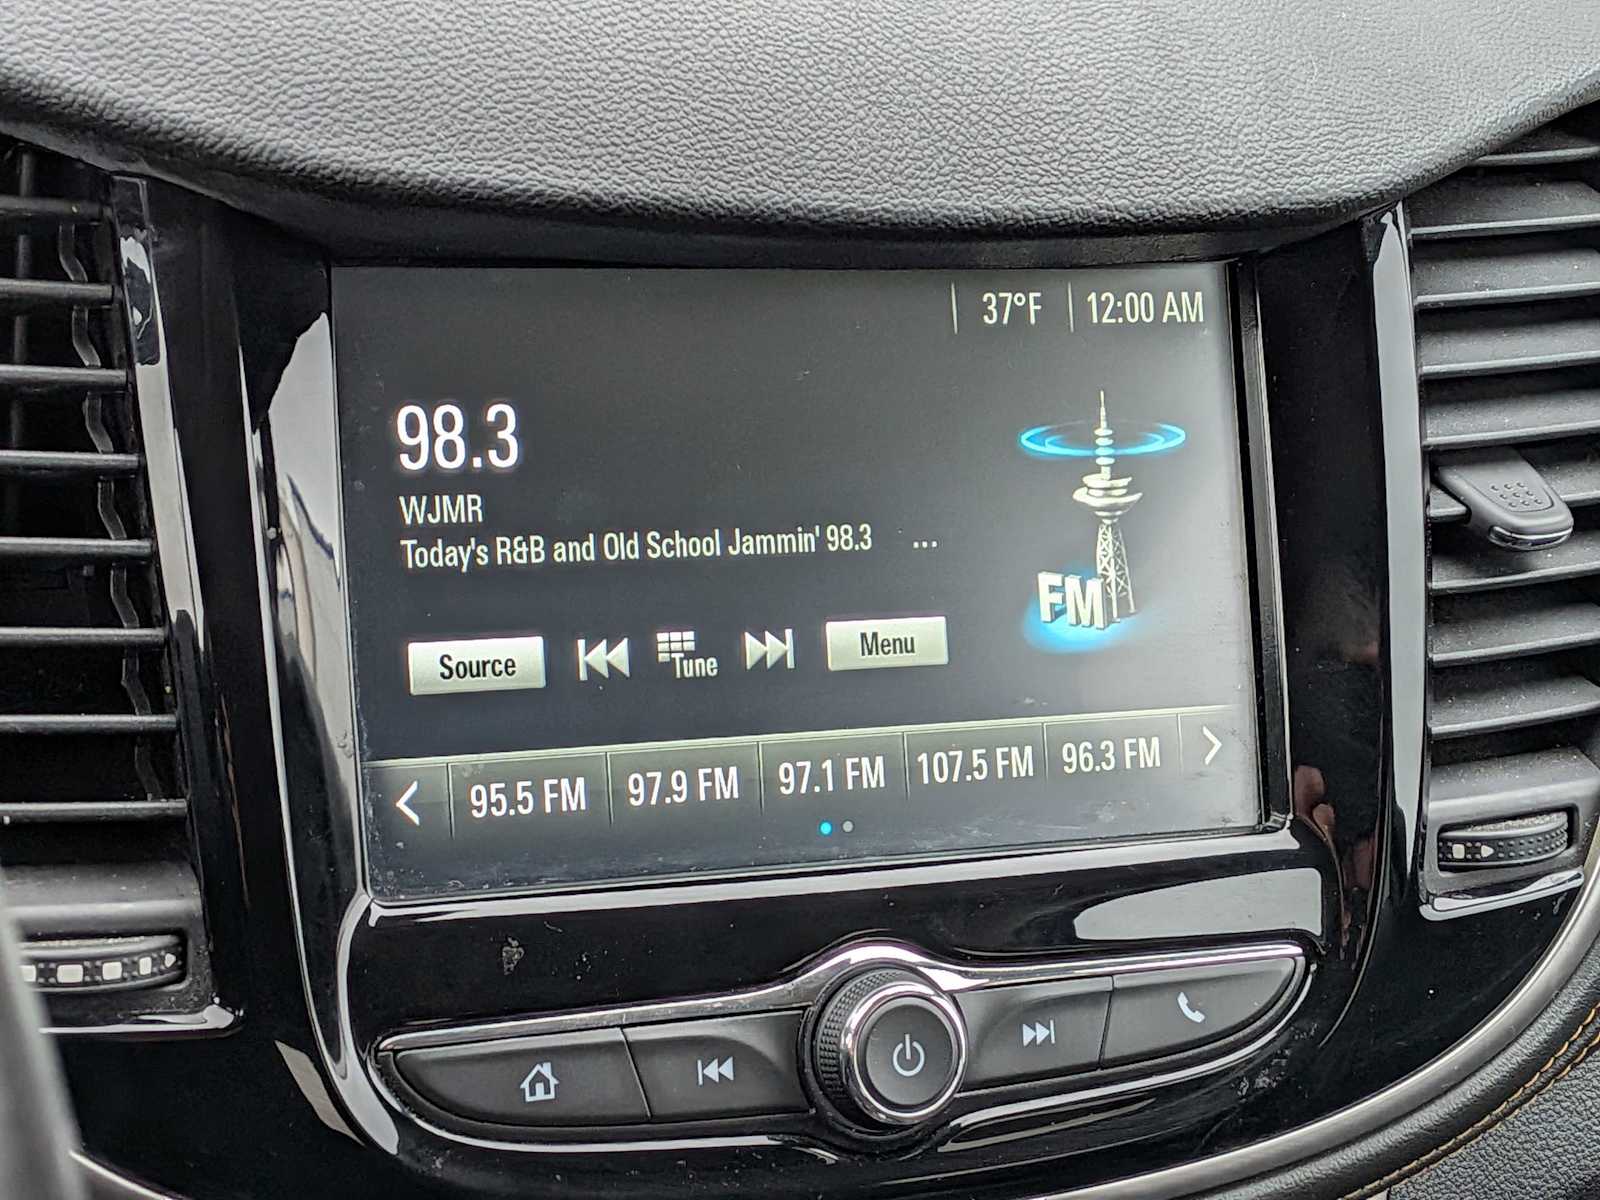 37°F 12:00 AM
98.3
WJMR
Today's R&B and Old School Jammin' 98.3 ...
Source Tune Menu
FM
95.5 FM 97.9 FM 97.1 FM 107.5 FM 96.3 FM